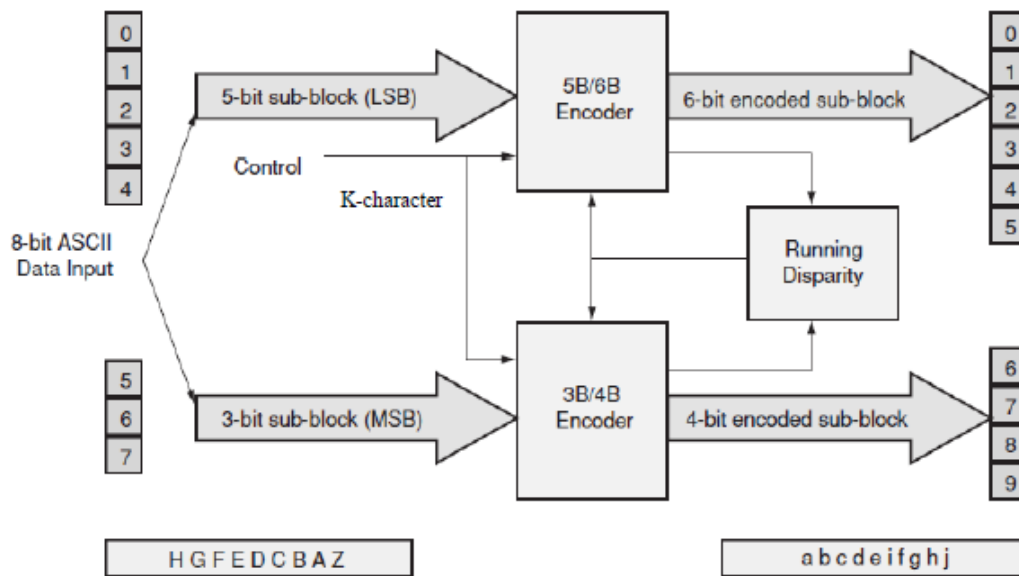 0
1
2
3
4
5-bit sub-block (LSB)
5B/6B
Encoder
6-bit encoded sub-block
0
1
2
3
4
5
Control
K-character
8-bit ASCII
Data Input
Running
Disparity
5
6
7
3-bit sub-block (MSB)
3B/4B
Encoder
4-bit encoded sub-block
6
7
8
9
H G F E D C B A Z
a b c d e i f g h j